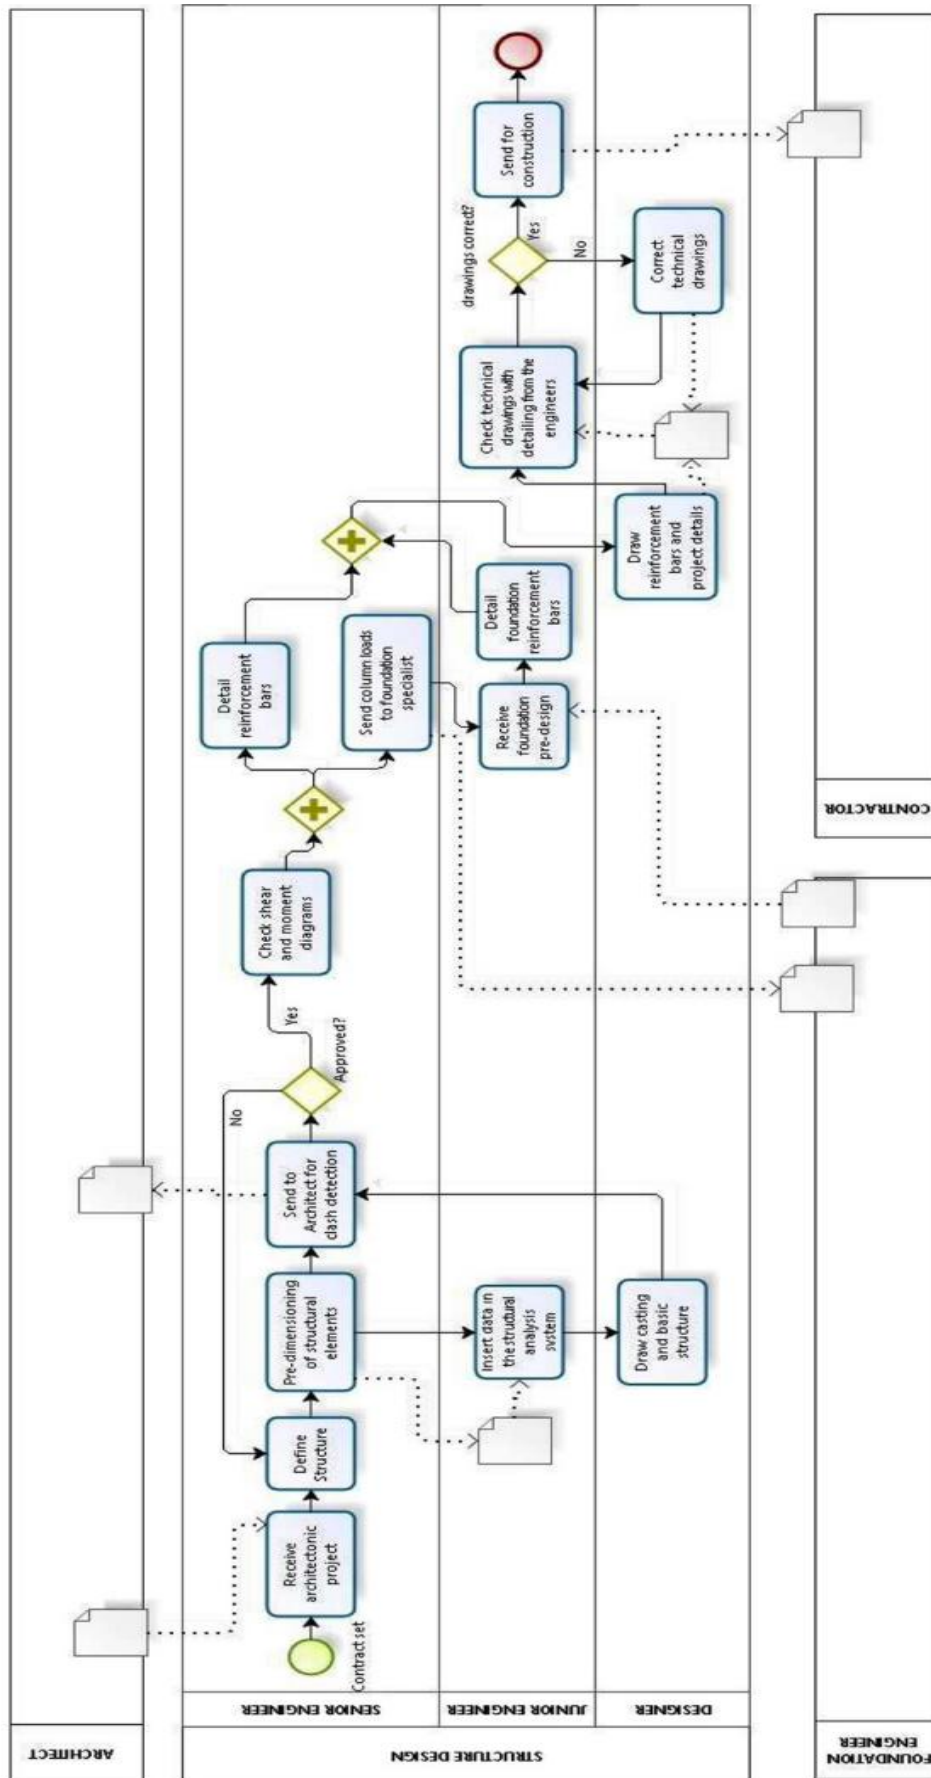 ARCHITECT
STRUCTURE DESIGN
SENIOR ENGINEER
JUNIOR ENGINEER
DESIGNER
FOUNDATION
ENGINEER
CONTRACTOR
Contract set
Receive
architectonic
project
Define
Structure
Pre-dimensioning
of structural
elements
Send to
Architect for
clash detection
Approved?
No
Yes
Check shear
and moment
diagrams
Detail
reinforcement
bars
Send column loads
to foundation
specialist
Insert data in
the structural
analysis
system
Receive
foundation
pre-design
Detail
foundation
reinforcement
bars
Check technical
drawings with
detailing from the
engineers
drawings correct?
Yes
No
Send for
construction
Draw casting
and basic
structure
Draw
reinforcement
bars and
project details
Correct
technical
drawings